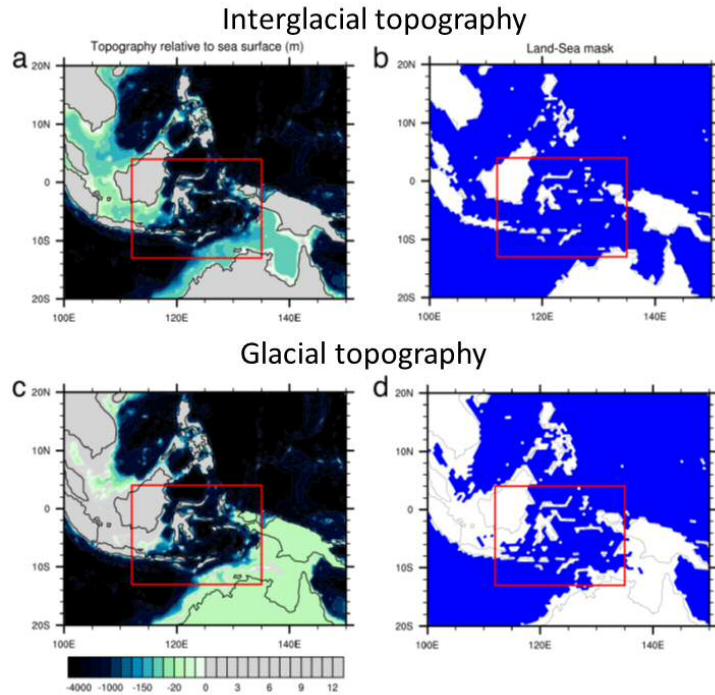 Interglacial topography
Topography relative to sea surface (m)
Land-Sea mask
a
b
20N
10N
0
10S
20S
100E
120E
140E
20N
10N
0
10S
20S
100E
120E
140E
Glacial topography
c
d
20N
10N
0
10S
20S
100E
120E
140E
20N
10N
0
10S
20S
100E
120E
140E
-4000 -1000 -150 -20 0 3 6 9 12